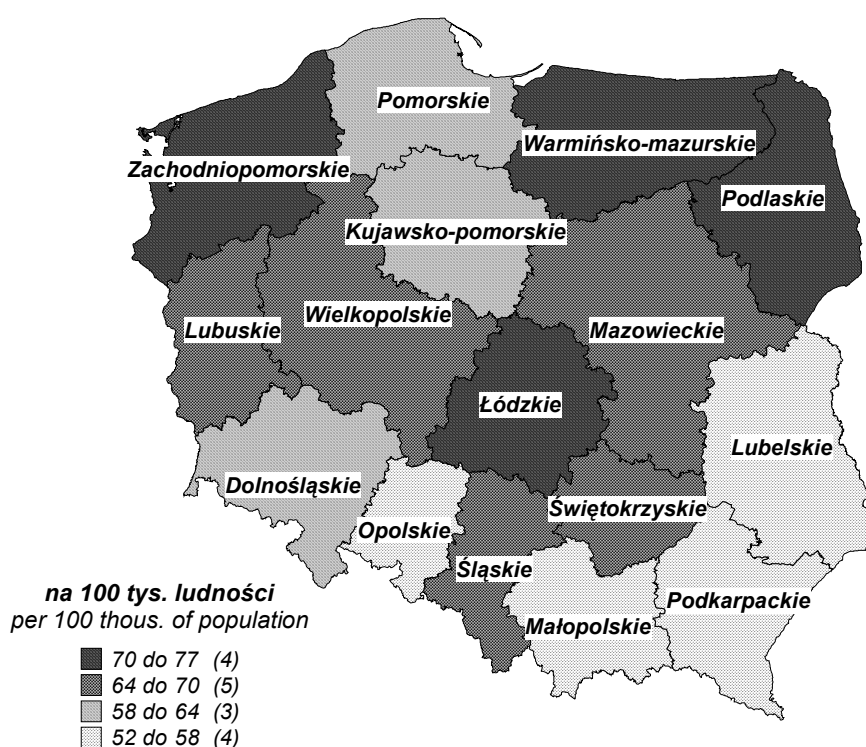 Pomorskie
Warmińsko-mazurskie
Zachodniopomorskie
Podlaskie
Kujawsko-pomorskie
Wielkopolskie
Lubuskie
Mazowieckie
Łódzkie
Lubelskie
Dolnośląskie
Świętokrzyskie
Opolskie
Śląskie
Podkarpackie
Małopolskie
na 100 tys. ludności
per 100 thous. of population
70 do 77 (4)
64 do 70 (5)
58 do 64 (3)
52 do 58 (4)